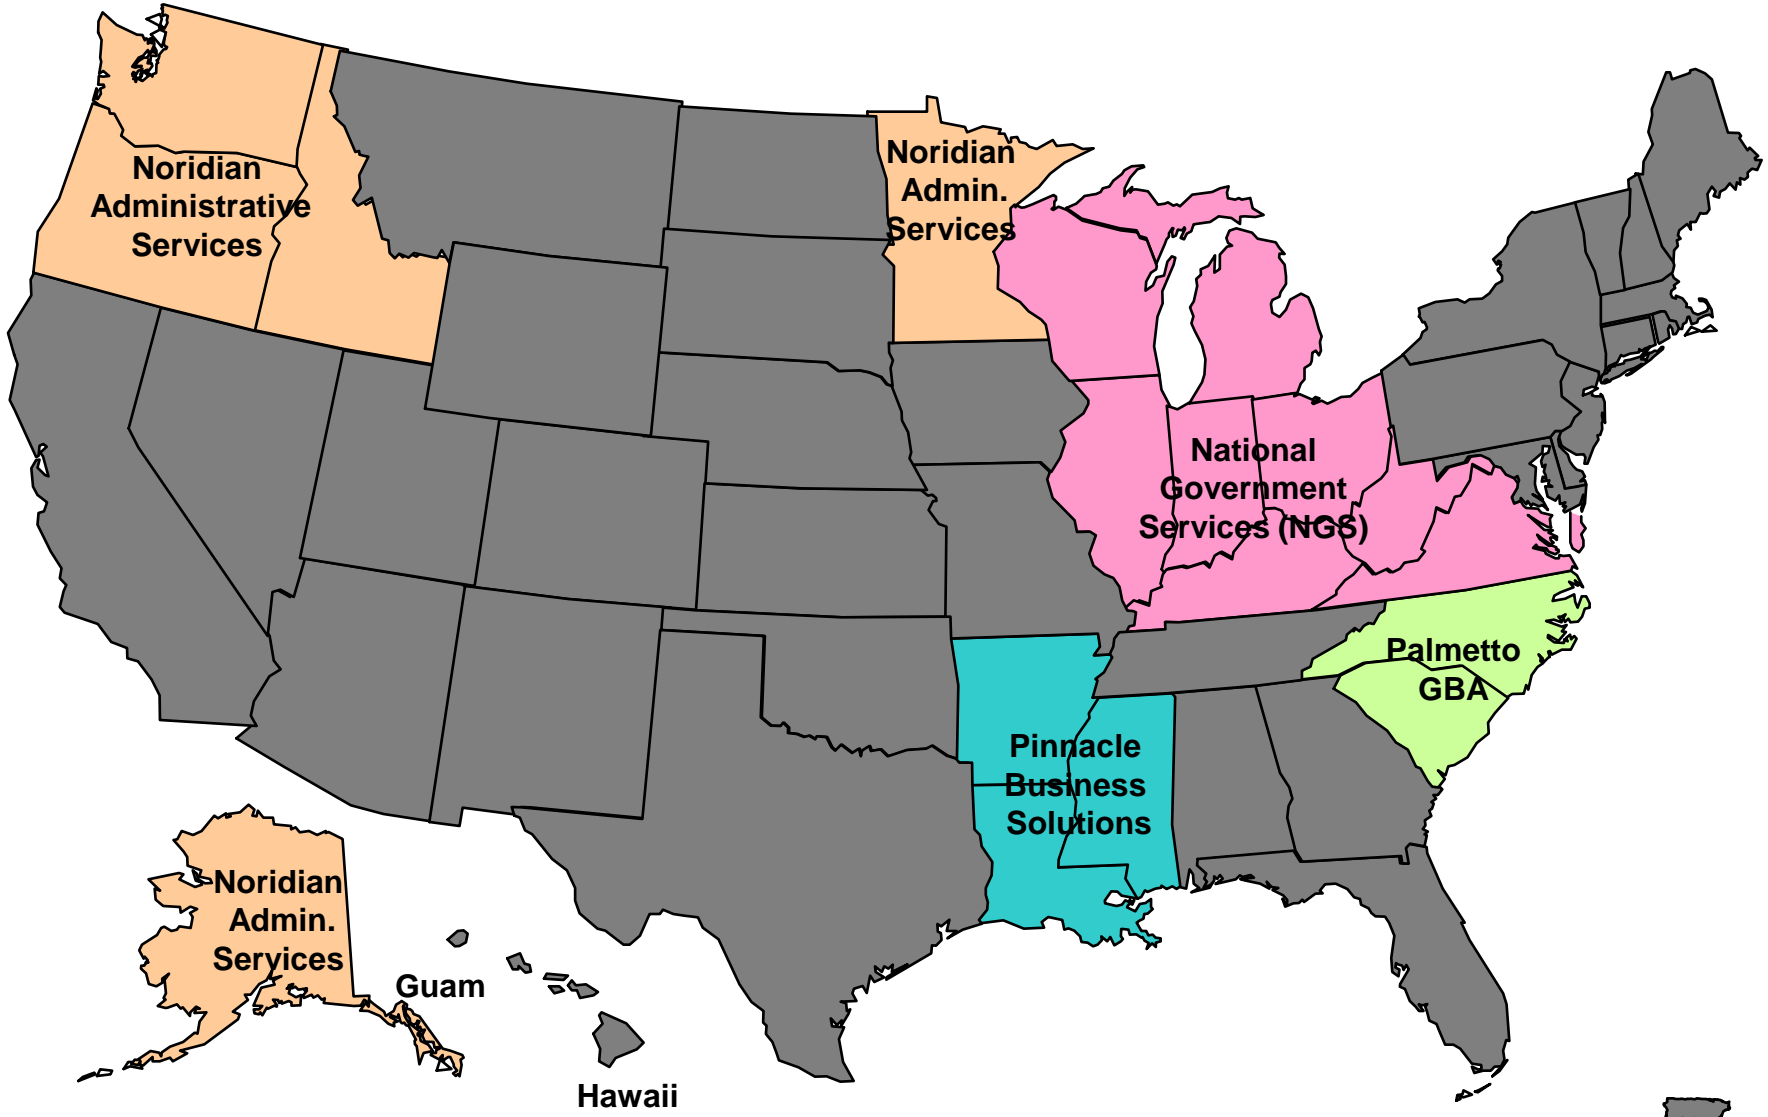 Noridian
Administrative
Services
Noridian
Admin.
Services
National
Government
Services (NGS)
Palmetto
GBA
Pinnacle
Business
Solutions
Noridian
Admin.
Services
Guam
Hawaii